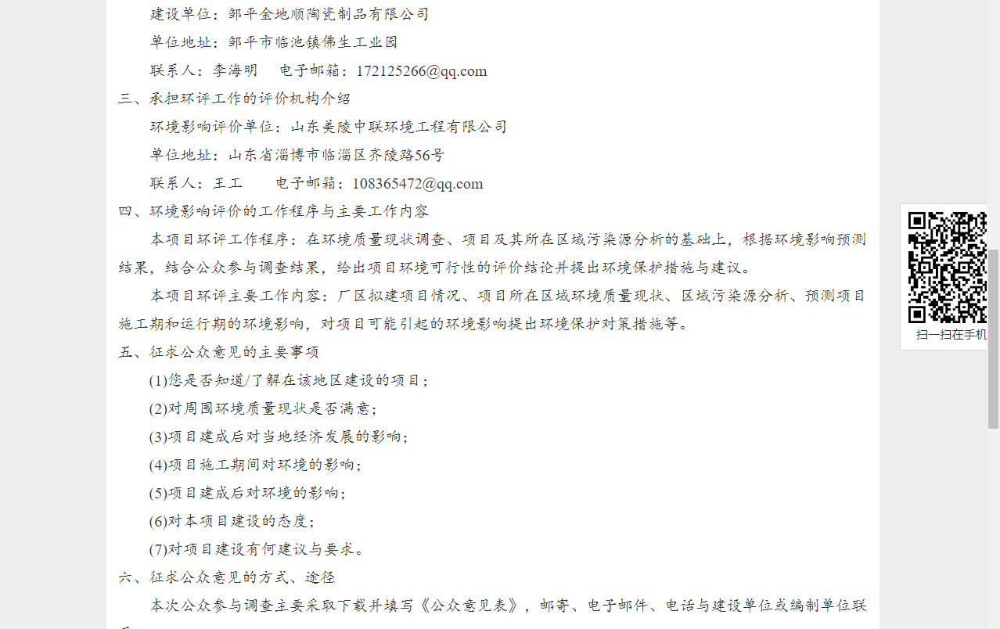 建设单位：邹平金地顺陶瓷制品有限公司
单位地址：邹平市临池镇佛生工业园
联系人：李海明 电子邮箱：172125266@qq.com
三、承担环评工作的评价机构介绍
环境影响评价单位：山东美陵中联环境工程有限公司
单位地址：山东省淄博市临淄区齐陵路56号
联系人：王工 电子邮箱：108365472@qq.com
四、环境影响评价的工作程序与主要工作内容
本项目环评工作程序：在环境质量现状调查、项目及其所在区域污染源分析的基础上，根据环境影响预测
结果，结合公众参与调查结果，给出项目环境可行性的评价结论并提出环境保护措施与建议。
本项目环评主要工作内容：厂区拟建项目情况、项目所在区域环境质量现状、区域污染源分析、预测项目
施工期和运行期的环境影响，对项目可能引起的环境影响提出环境保护对策措施等。
五、征求公众意见的主要事项
(1)您是否知道/了解在该地区建设的项目；
(2)对周围环境质量现状是否满意；
(3)项目建成后对当地经济发展的影响；
(4)项目施工期间对环境的影响；
(5)项目建成后对环境的影响；
(6)对本项目建设的态度；
(7)对项目建设有何建议与要求。
六、征求公众意见的方式、途径
本次公众参与调查主要采取下载并填写《公众意见表》，邮寄、电子邮件、电话与建设单位或编制单位联
扫一扫在手机